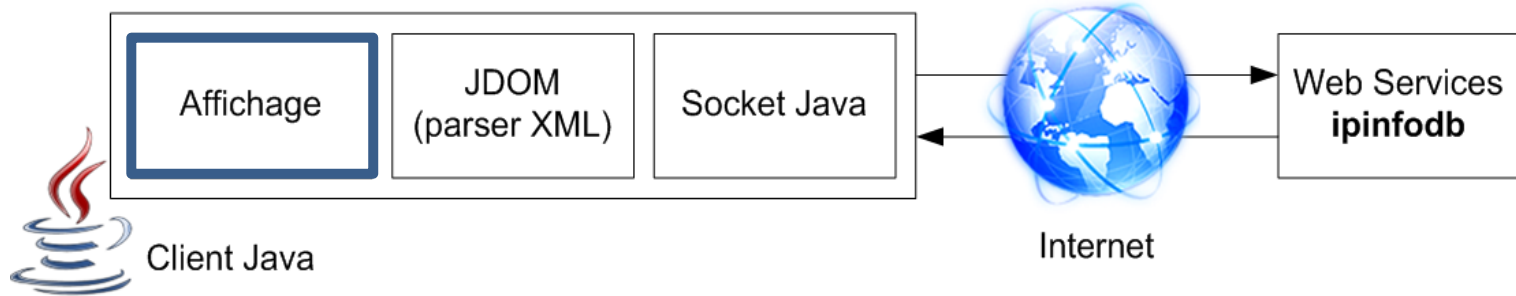 Affichage
JDOM
(parser XML)
Socket Java
Web Services
ipinfodb
Client Java
Internet